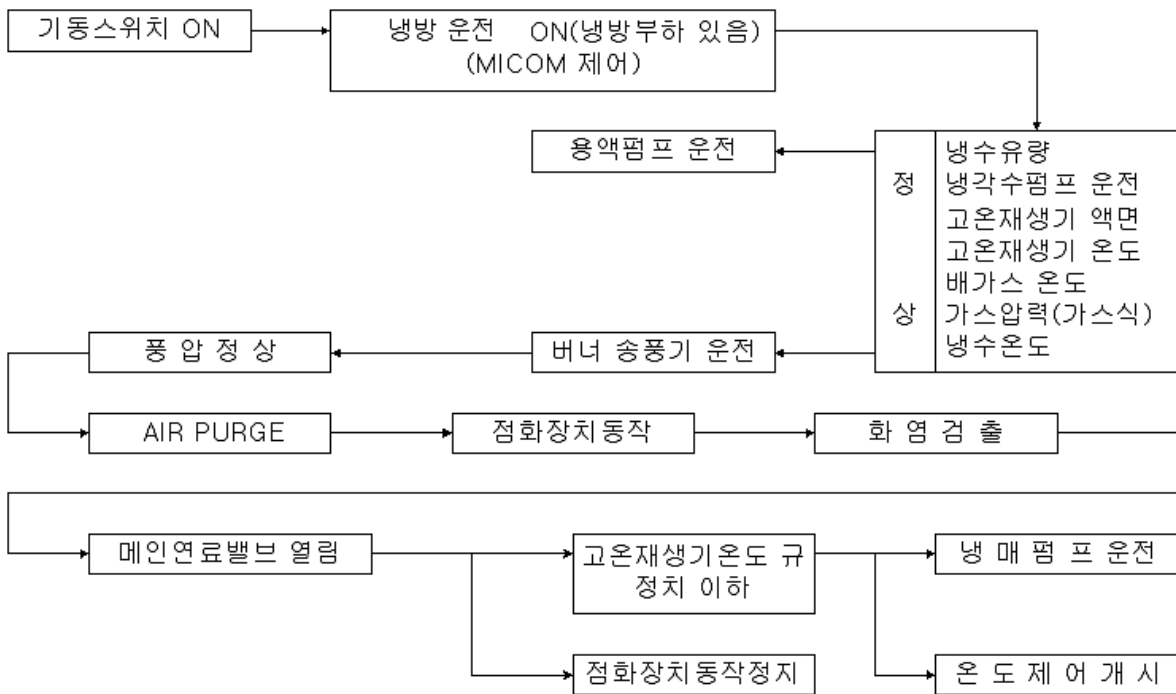 기동스위치 ON
냉방 운전 ON(냉방부하 있음)
(MICOM 제어)
용액펌프 운전
정
상
냉수유량
냉각수펌프 운전
고온재생기 액면
고온재생기 온도
배가스 온도
가스압력(가스식)
냉수온도
풍 압 정 상
버너 송풍기 운전
AIR PURGE
점화장치동작
화 염 검 출
메인연료밸브 열림
고온재생기온도 규
정치 이하
냉 매 펌 프 운전
점화장치동작정지
온 도 제 어 개 시